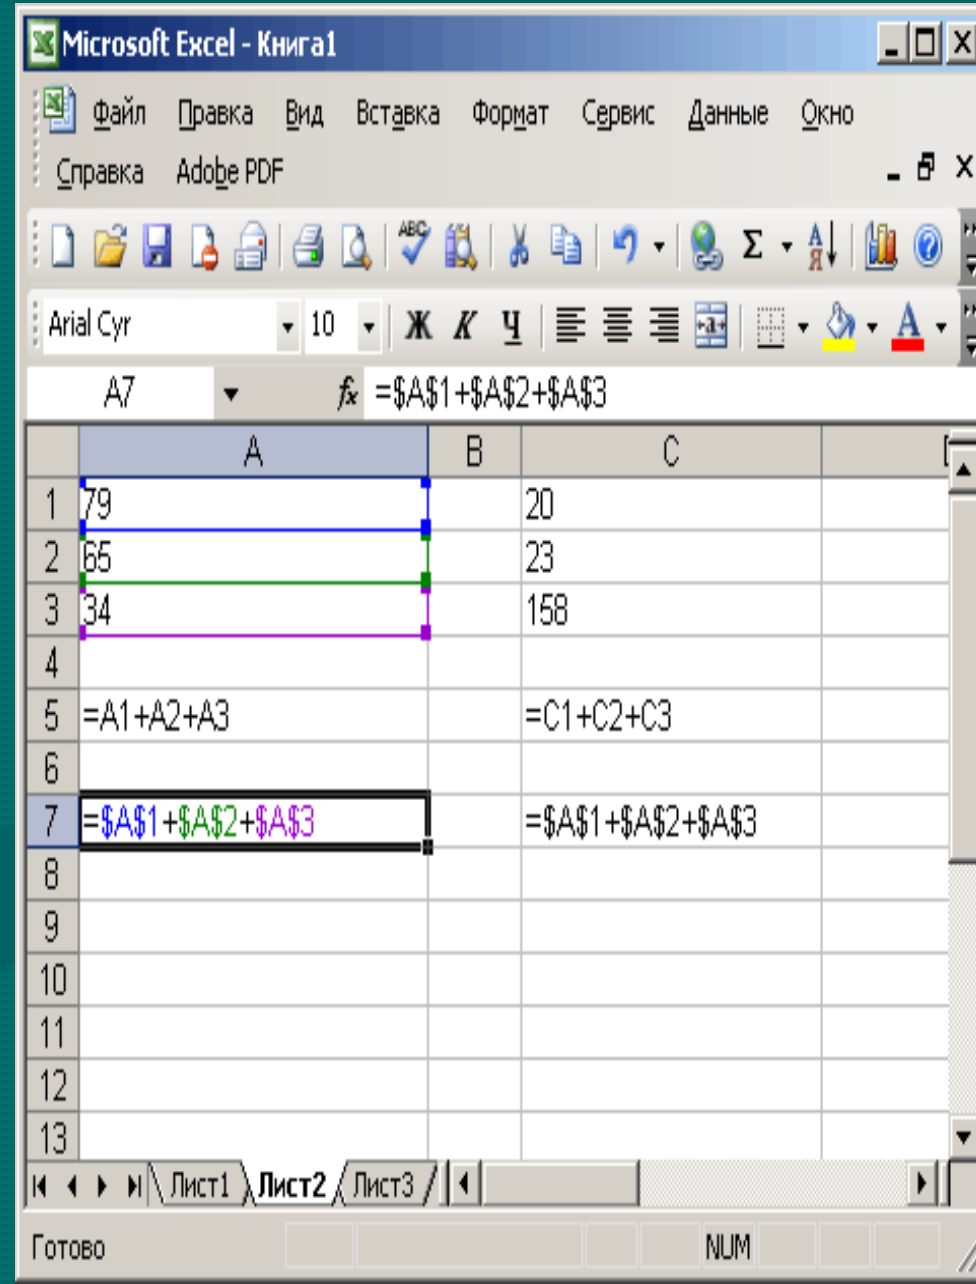 Microsoft Excel - Книга1
Файл Правка Вид Вставка Формат Сервис Данные Окно
Справка Adobe PDF
ABC Σ А Я
Arial Cyr 10 Ж К Ч a
A7 fx =$A$1+$A$2+$A$3
A B C
1 79 20
2 65 23
3 34 158
4
5 =A1+A2+A3 =C1+C2+C3
6
7 =$A$1+$A$2+$A$3 =$A$1+$A$2+$A$3
8
9
10
11
12
13
Лист1 Лист2 Лист3
Готово NUM